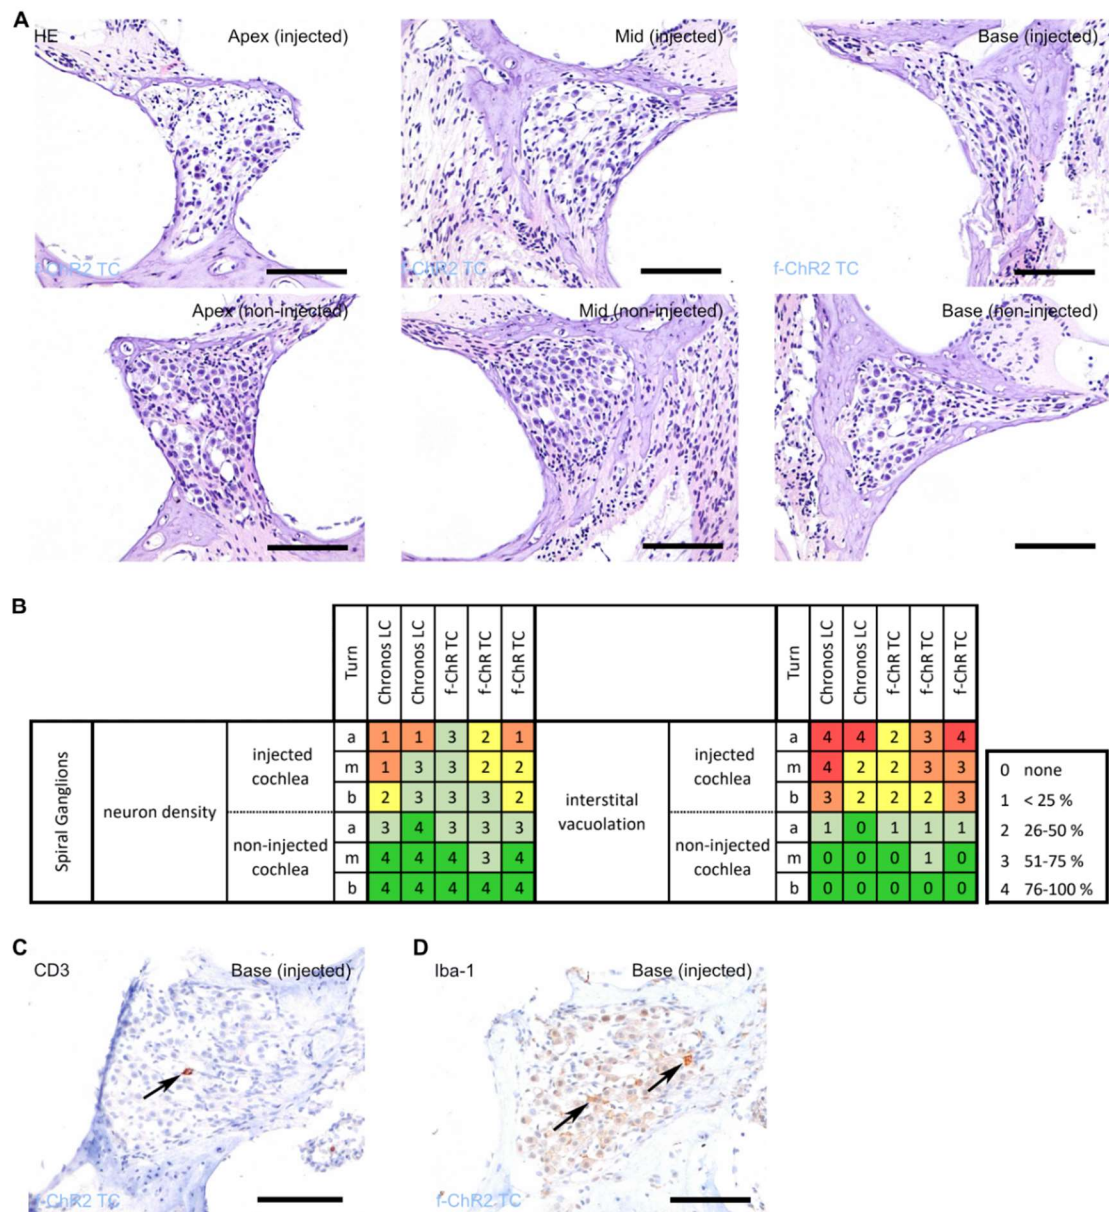 A
HE
Apex (injected)
f-ChR2 TC
Mid (injected)
f-ChR2 TC
Base (injected)
f-ChR2 TC
Apex (non-injected)
Mid (non-injected)
Base (non-injected)
B
Turn Chronos LC Chronos LC f-ChR TC f-ChR TC f-ChR TC Turn Chronos LC Chronos LC f-ChR TC f-ChR TC f-ChR TC
Spiral Ganglions
neuron density
injected cochlea
a 1 1 3 2 1
m 1 3 3 2 2
b 2 3 3 3 2
non-injected cochlea
a 3 4 3 3 3
m 4 4 4 3 4
b 4 4 4 4 4
interstital vacuolation
injected cochlea
a 4 4 2 3 4
m 4 2 2 3 3
b 3 2 2 2 3
non-injected cochlea
a 1 0 1 1 1
m 0 0 0 1 0
b 0 0 0 0 0
0 none
1 < 25 %
2 26-50 %
3 51-75 %
4 76-100 %
C
CD3
Base (injected)
f-ChR2 TC
D
Iba-1
Base (injected)
f-ChR2 TC